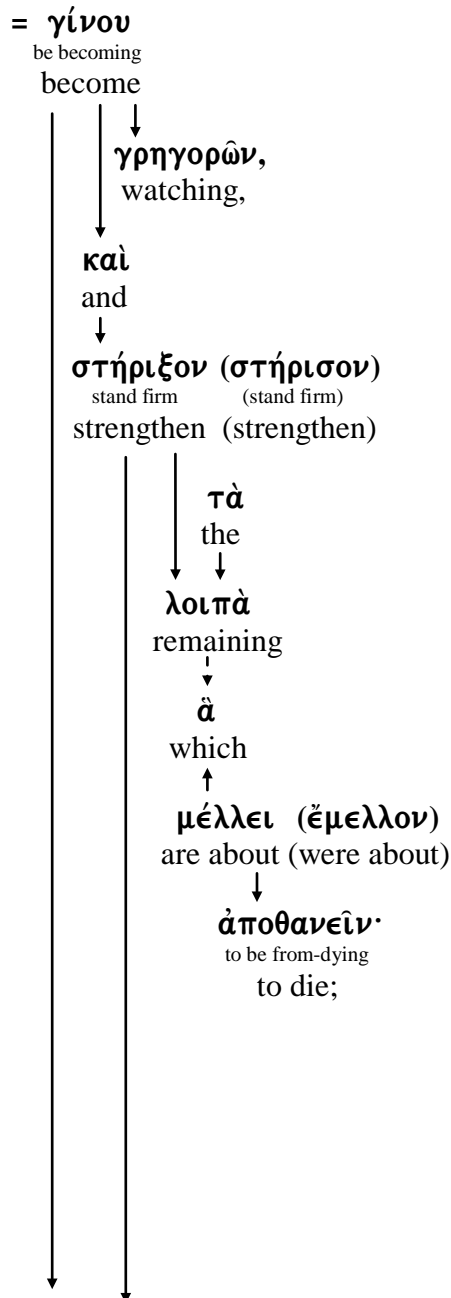 = γίνου
be becoming
become
γρηγορῶν,
watching,
καὶ
and
στήριξον (στήρισον)
stand firm (stand firm)
strengthen (strengthen)
τὰ
the
λοιπὰ
remaining
ἃ
which
μέλλει (ἔμελλον)
are about (were about)
ἀποθανεῖν·
to be from-dying
to die;